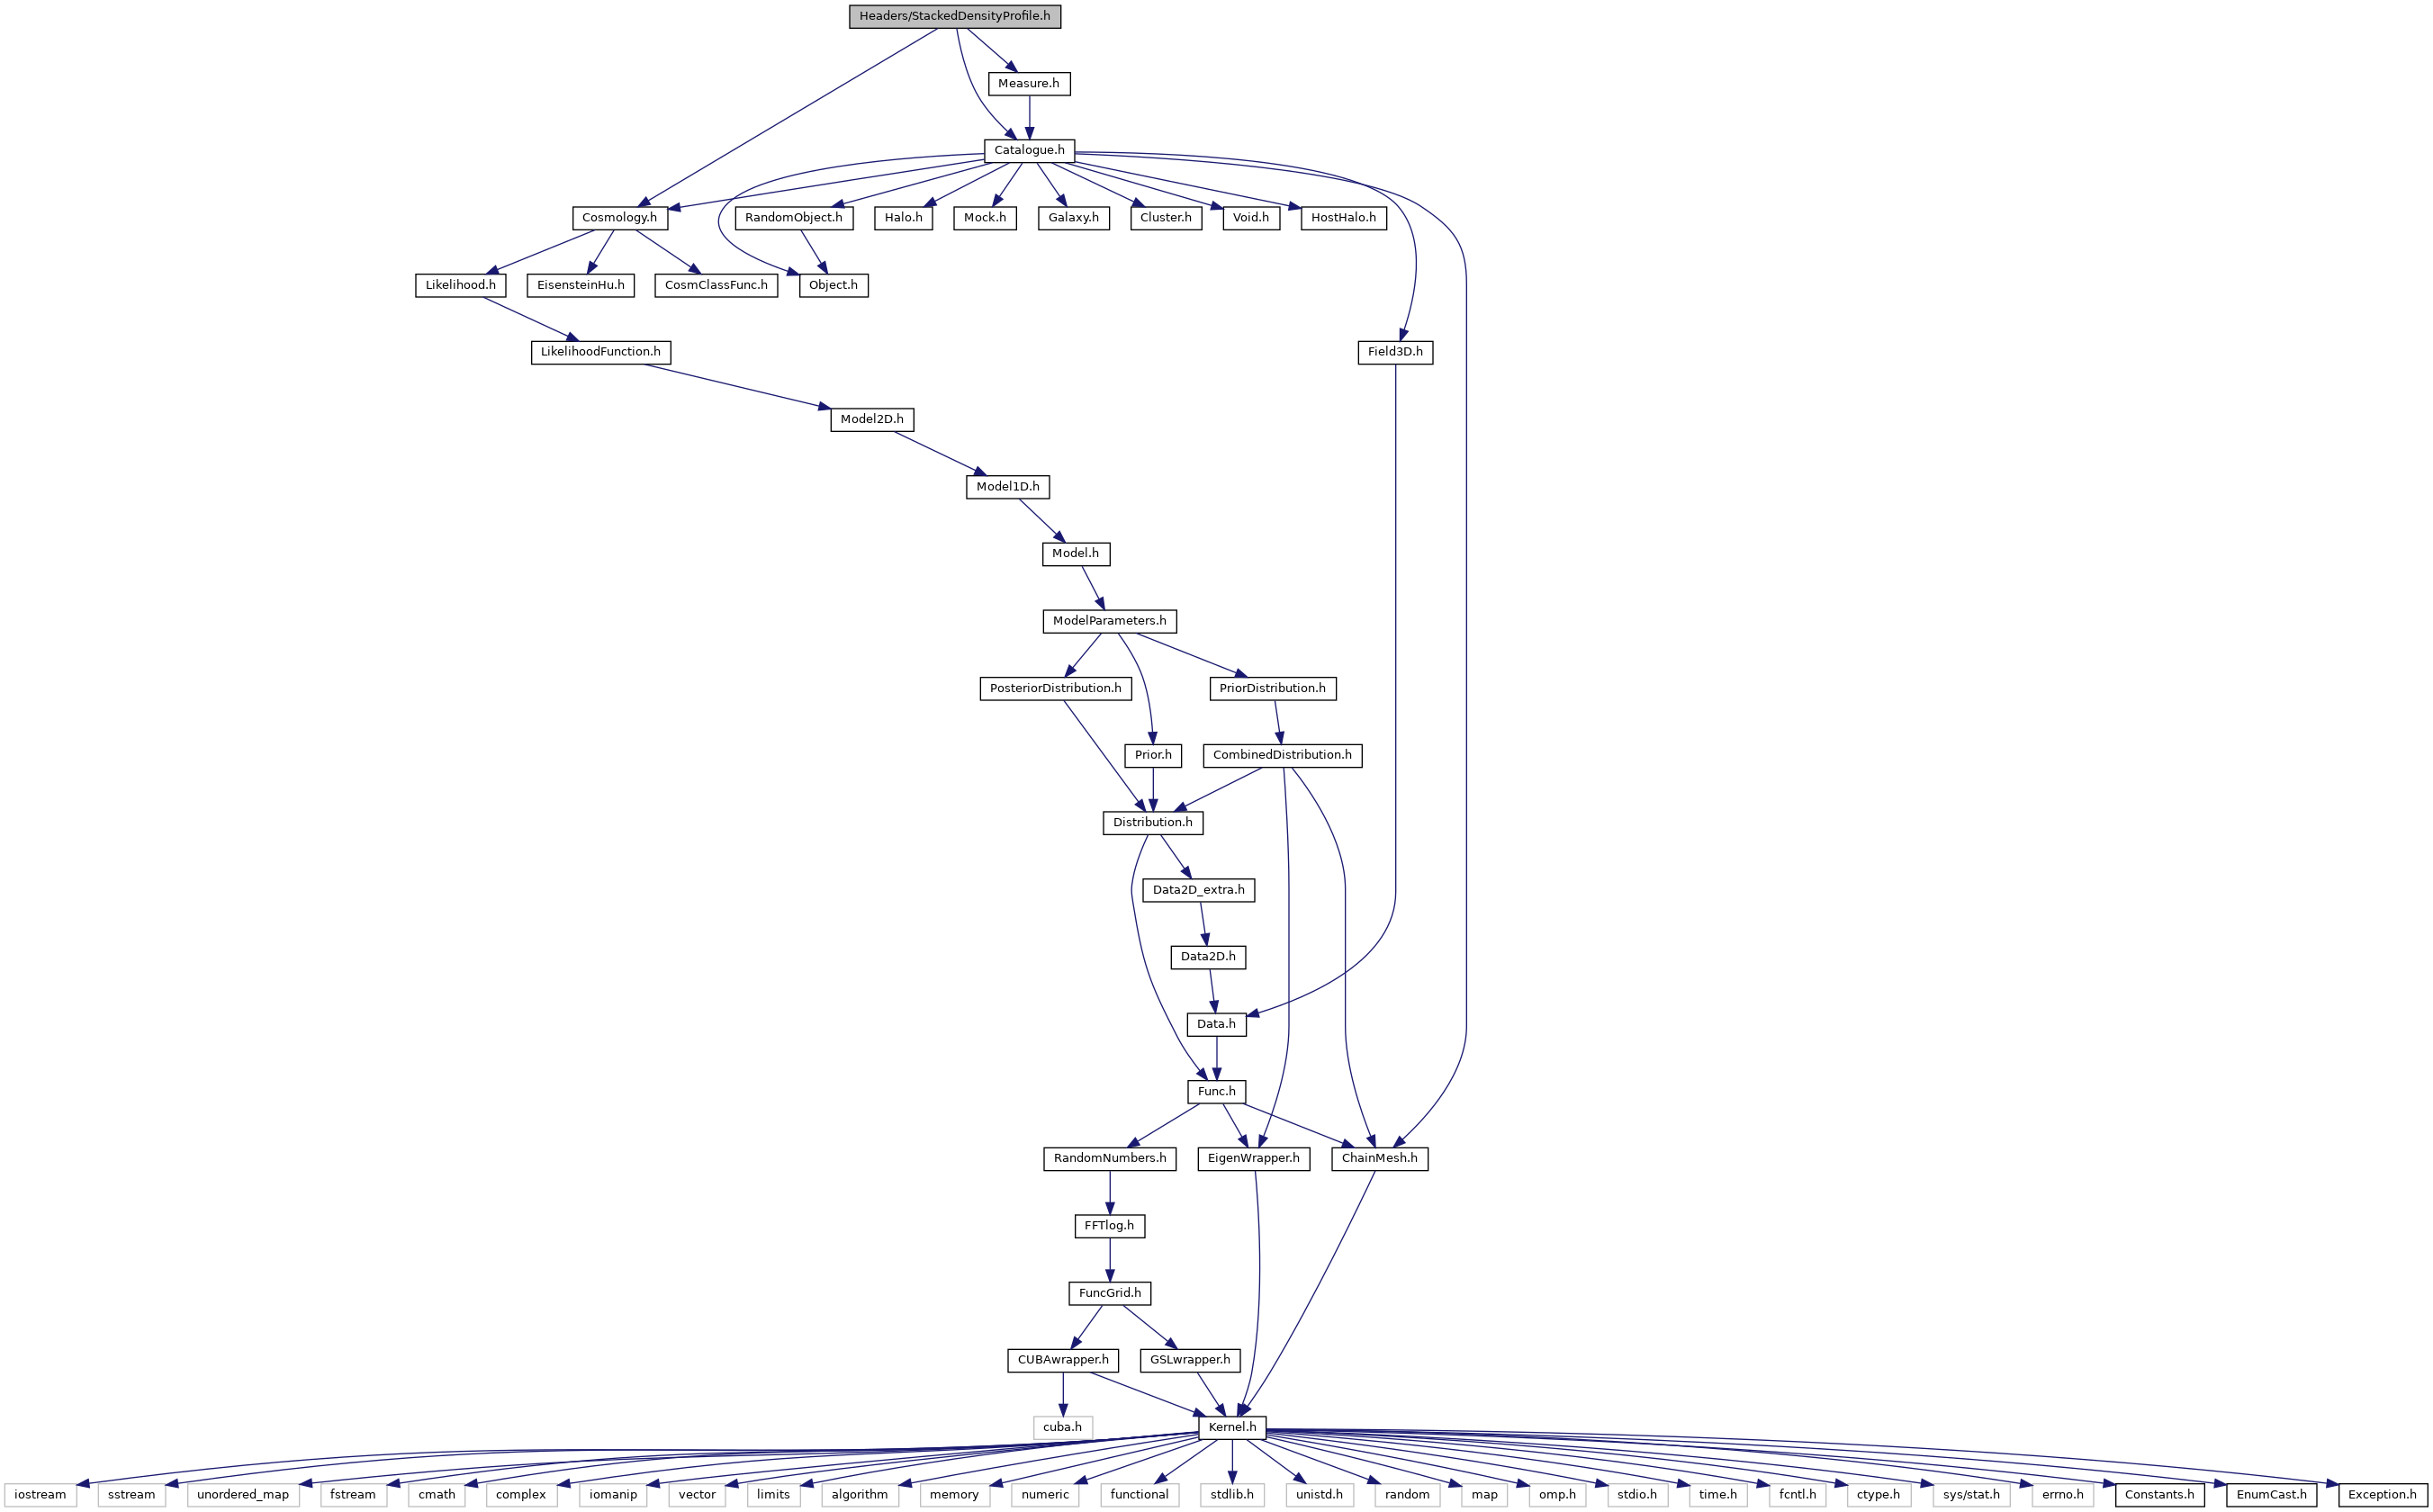 Headers/StackedDensityProfile.h
Measure.h
Catalogue.h
Cosmology.h
RandomObject.h
Halo.h
Mock.h
Galaxy.h
Cluster.h
Void.h
HostHalo.h
Likelihood.h
EisensteinHu.h
CosmClassFunc.h
Object.h
LikelihoodFunction.h
Field3D.h
Model2D.h
Model1D.h
Model.h
ModelParameters.h
PosteriorDistribution.h
PriorDistribution.h
Prior.h
CombinedDistribution.h
Distribution.h
Data2D_extra.h
Data2D.h
Data.h
Func.h
RandomNumbers.h
EigenWrapper.h
ChainMesh.h
FFTlog.h
FuncGrid.h
CUBAwrapper.h
GSLwrapper.h
cuba.h
Kernel.h
iostream
sstream
unordered_map
fstream
cmath
complex
iomanip
vector
limits
algorithm
memory
numeric
functional
stdlib.h
unistd.h
random
map
omp.h
stdio.h
time.h
fcntl.h
ctype.h
sys/stat.h
errno.h
Constants.h
EnumCast.h
Exception.h